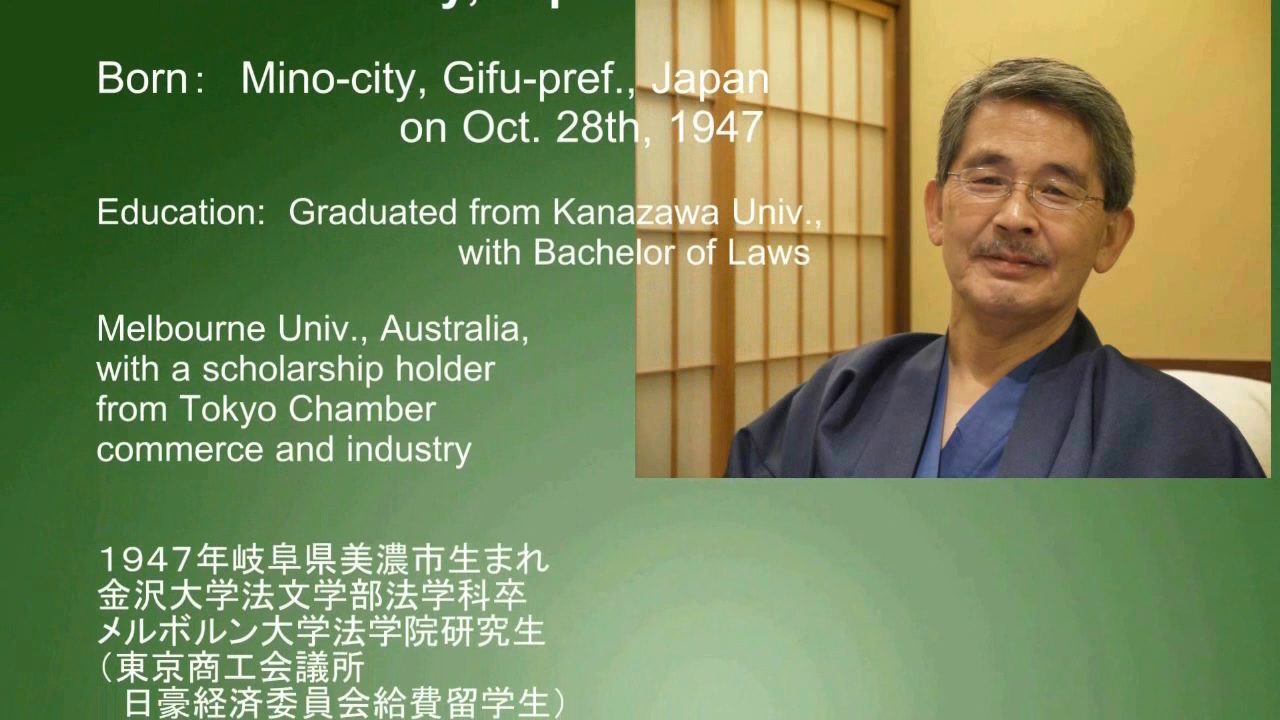 Born： Mino-city, Gifu-pref., Japan
on Oct. 28th, 1947
Education: Graduated from Kanazawa Univ.,
with Bachelor of Laws
Melbourne Univ., Australia,
with a scholarship holder
from Tokyo Chamber
commerce and industry
１９４７年岐阜県美濃市生まれ
金沢大学法文学部法学科卒
メルボルン大学法学院研究生
（東京商工会議所
日豪経済委員会給費留学生）